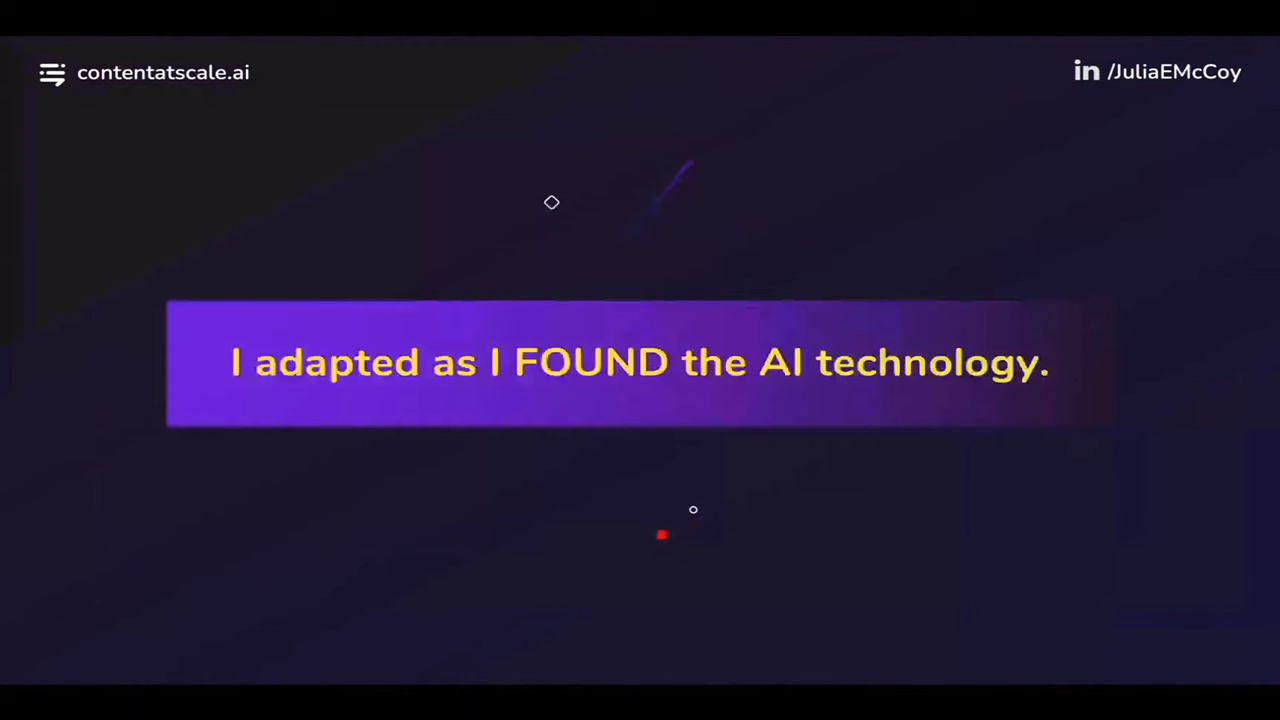 contentatscale.ai
in /JuliaEMcCoy
I adapted as I FOUND the AI technology.